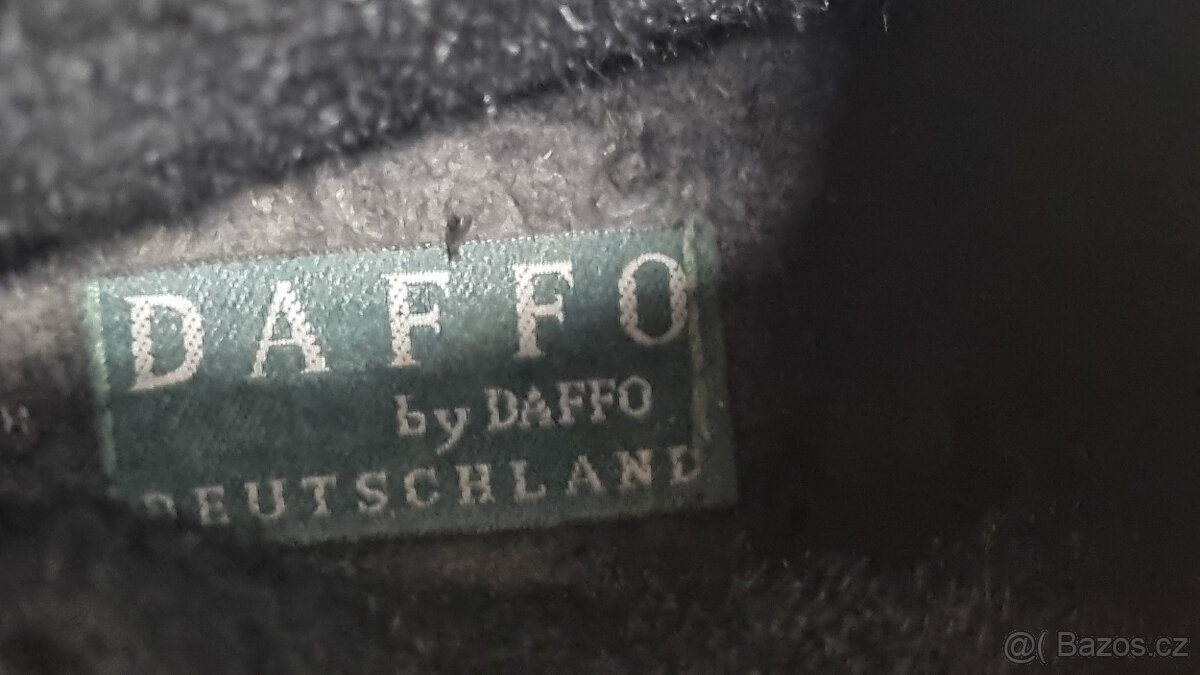 DAFFO
by DAFFO
DEUTSCHLAND
@( Bazos.cz